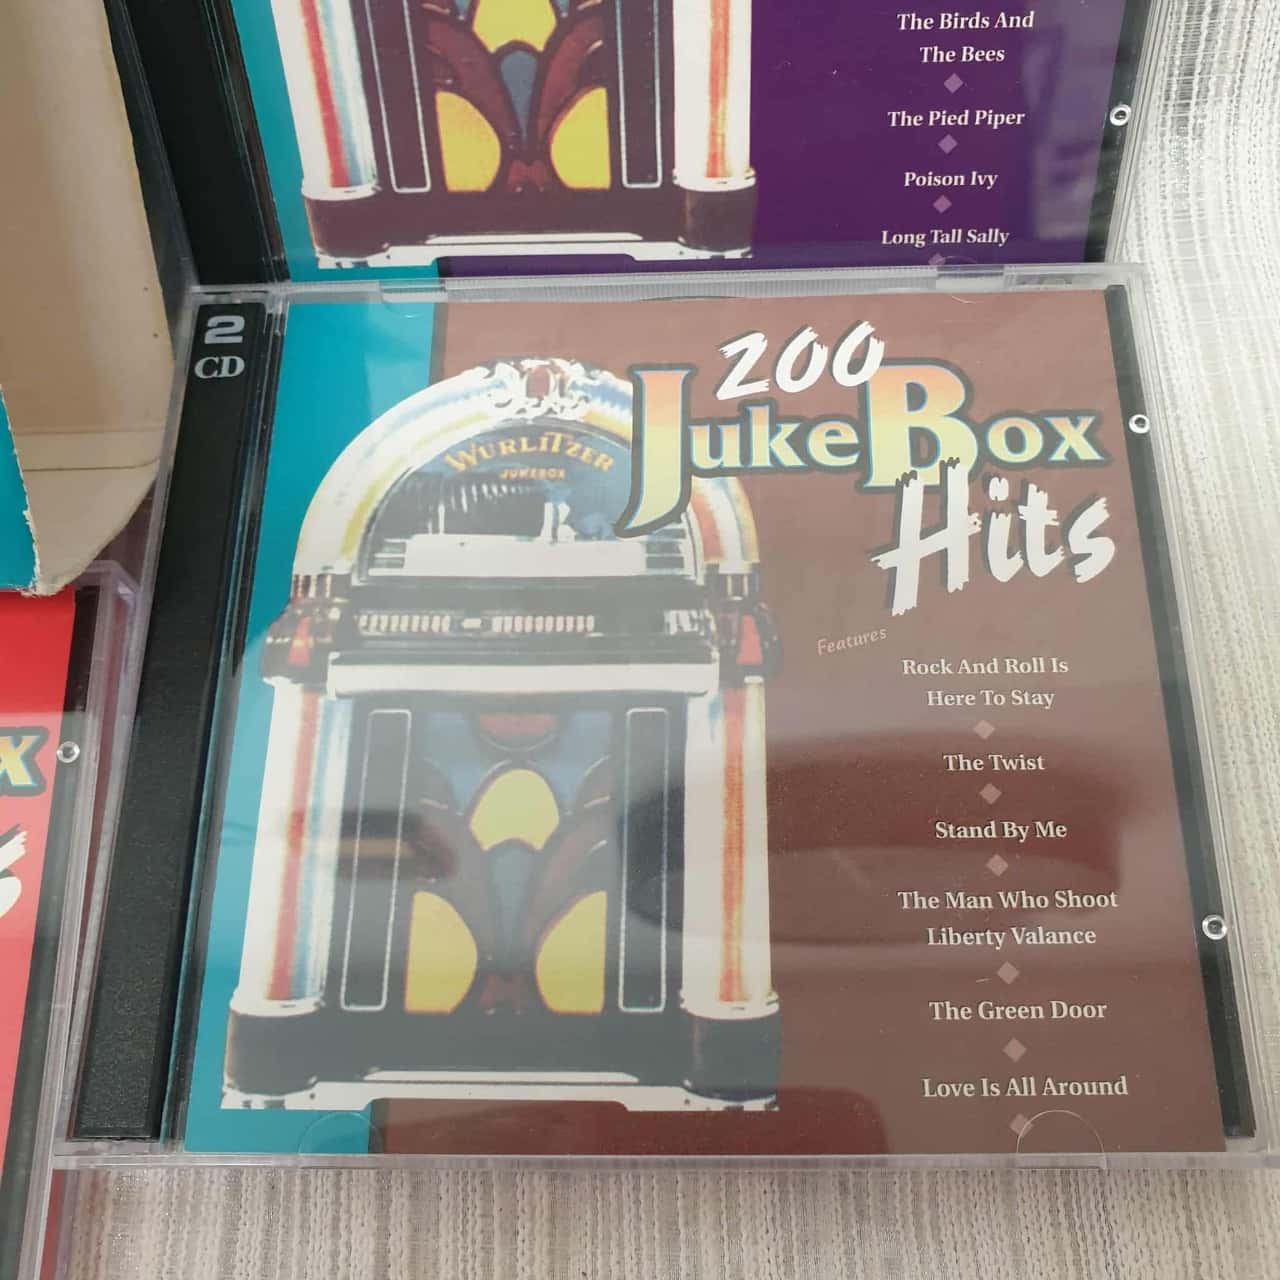 The Birds And
The Bees
The Pied Piper
Poison Ivy
Long Tall Sally
2
CD
200
JukeBox
Hits
WURLITZER
JUKEBOX
Features
Rock And Roll Is
Here To Stay
The Twist
Stand By Me
The Man Who Shoot
Liberty Valance
The Green Door
Love Is All Around
x